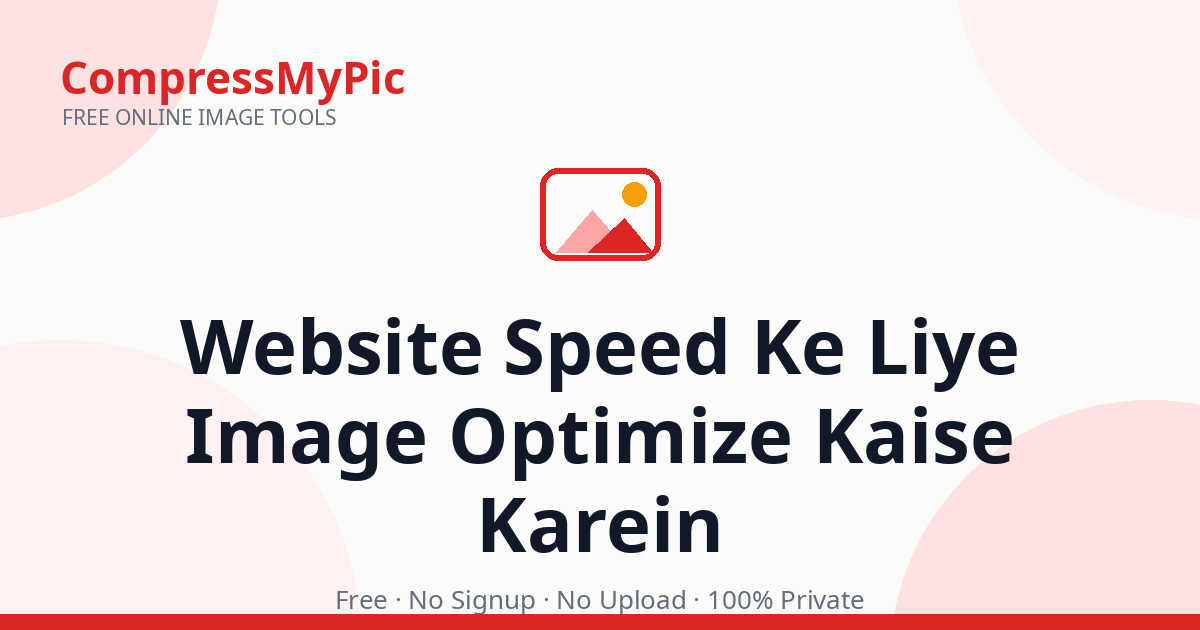 CompressMyPic
FREE ONLINE IMAGE TOOLS
Website Speed Ke Liye
Image Optimize Kaise
Karein
Free · No Signup · No Upload · 100% Private